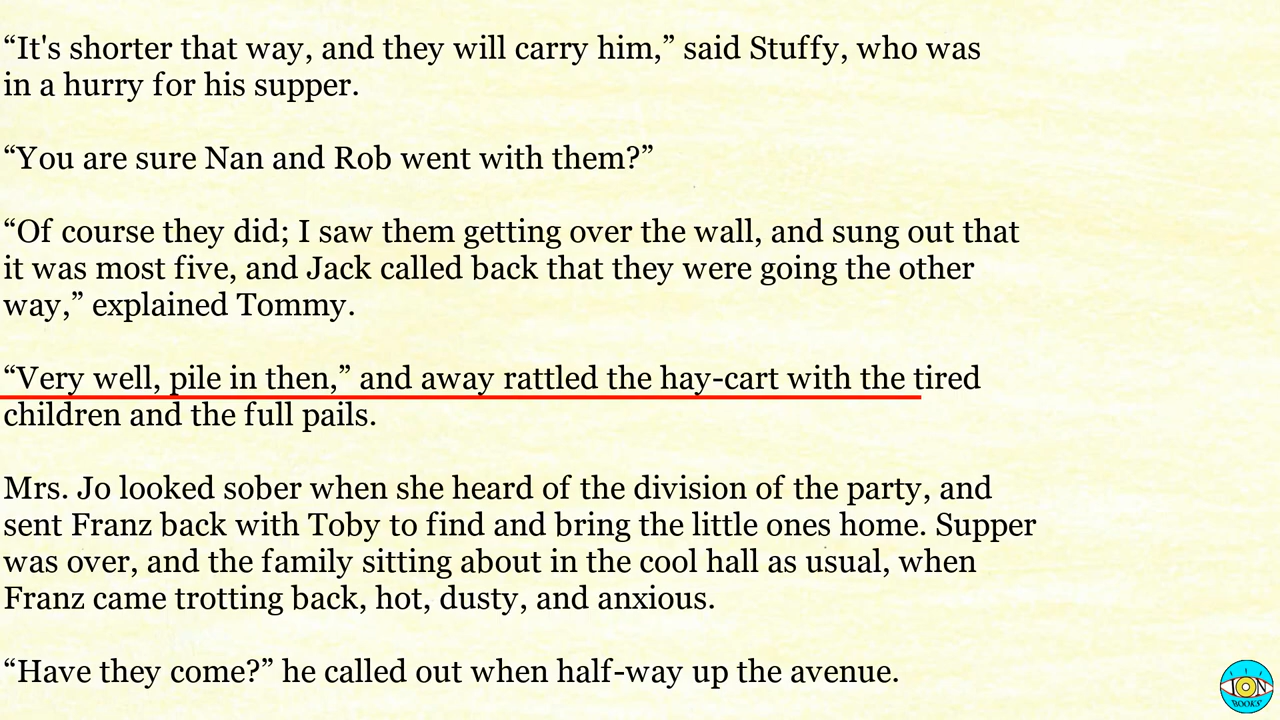 “It's shorter that way, and they will carry him,” said Stuffy, who was
in a hurry for his supper.
“You are sure Nan and Rob went with them?”
“Of course they did; I saw them getting over the wall, and sung out that
it was most five, and Jack called back that they were going the other
way,” explained Tommy.
“Very well, pile in then,” and away rattled the hay-cart with the tired
children and the full pails.
Mrs. Jo looked sober when she heard of the division of the party, and
sent Franz back with Toby to find and bring the little ones home. Supper
was over, and the family sitting about in the cool hall as usual, when
Franz came trotting back, hot, dusty, and anxious.
“Have they come?” he called out when half-way up the avenue.
ION
BOOKS